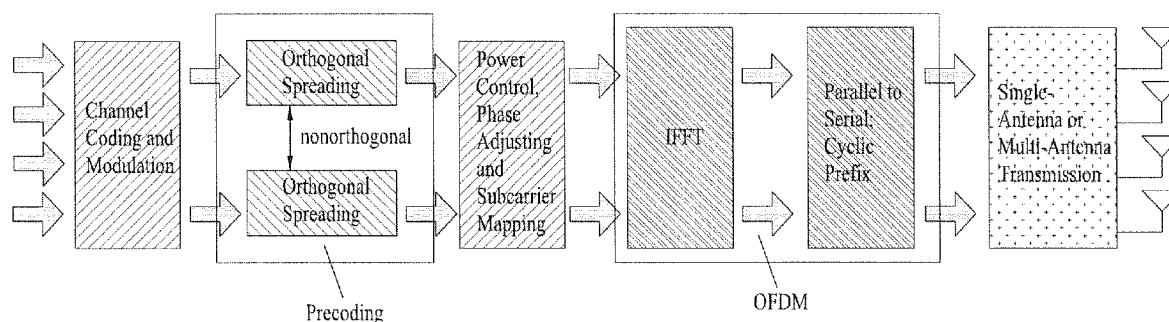 Channel
Coding and
Modulation
Orthogonal
Spreading
nonorthogonal
Orthogonal
Spreading
Precoding
Power
Control,
Phase
Adjusting
and
Subcarrier
Mapping
IFFT
Parallel to
Serial;
Cyclic
Prefix
OFDM
Single-
Antenna or
Multi-Antenna
Transmission